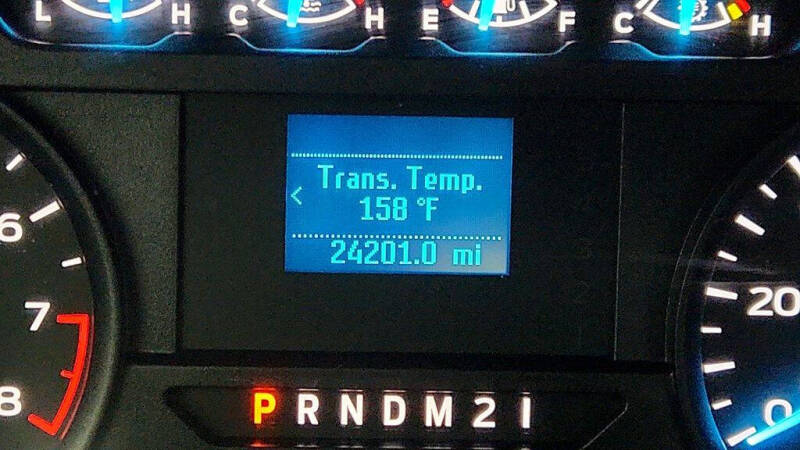 L H C H E F C H
Trans. Temp.
< 158 °F
24201.0 mi
6
7
8
20
0
P R N D M 2 1